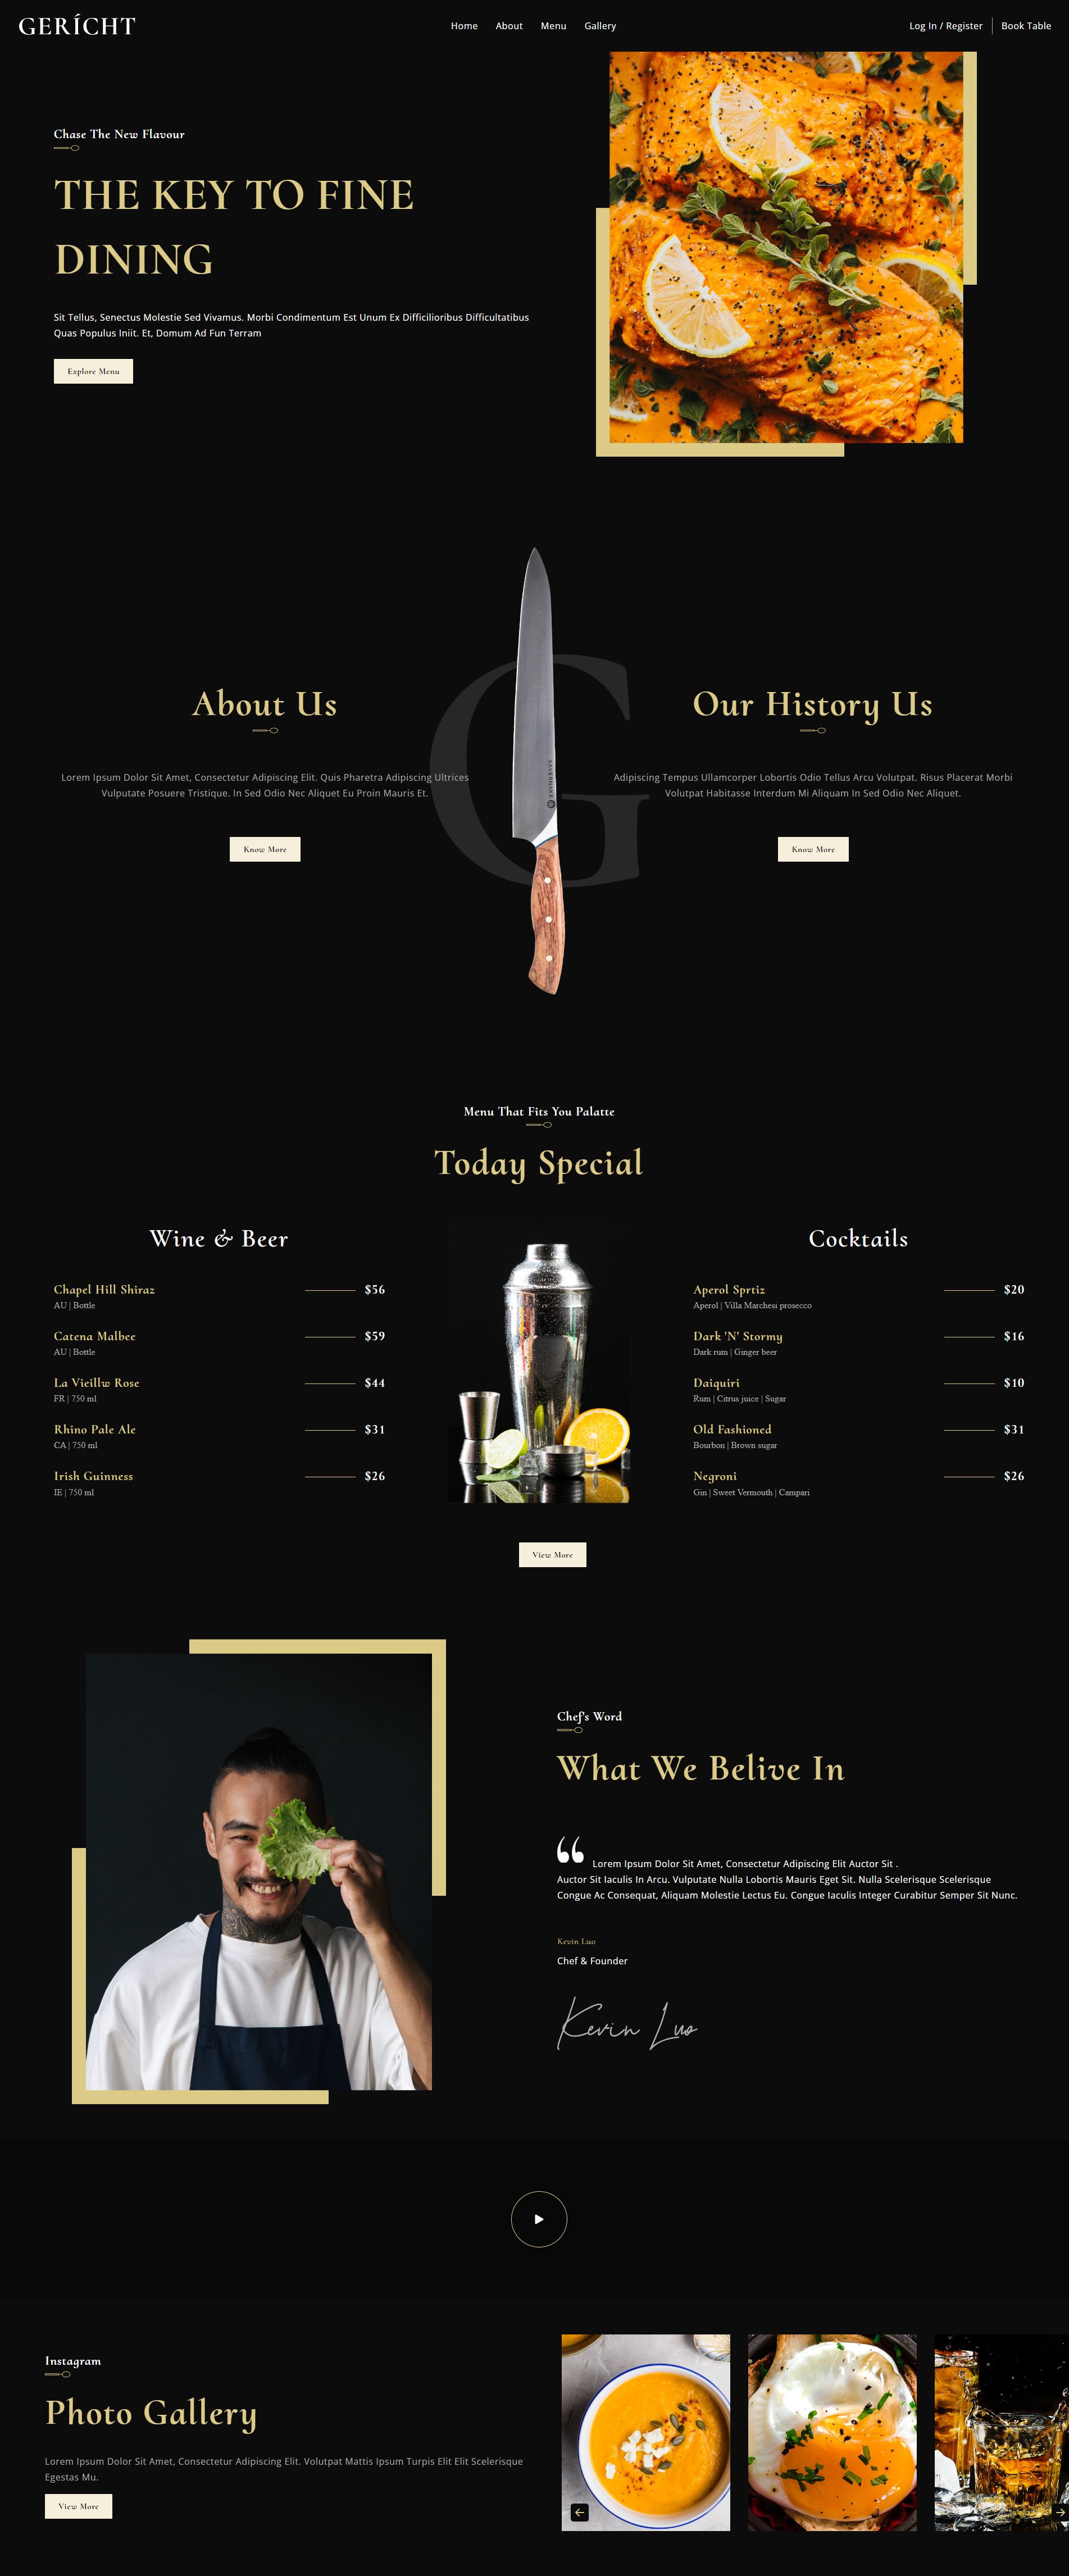 GERÍCHT
Home About Menu Gallery
Log In / Register Book Table
Chase The New Flavour
THE KEY TO FINE
DINING
Sit Tellus, Senectus Molestie Sed Vivamus. Morbi Condimentum Est Unum Ex Difficilioribus Difficultatibus
Quas Populus Iniit. Et, Domum Ad Fun Terram
Explore Menu
G
SAVERNAKE
About Us
Lorem Ipsum Dolor Sit Amet, Consectetur Adipiscing Elit. Quis Pharetra Adipiscing Ultrices
Vulputate Posuere Tristique. In Sed Odio Nec Aliquet Eu Proin Mauris Et.
Know More
Our History Us
Adipiscing Tempus Ullamcorper Lobortis Odio Tellus Arcu Volutpat. Risus Placerat Morbi
Volutpat Habitasse Interdum Mi Aliquam In Sed Odio Nec Aliquet.
Know More
Menu That Fits You Palatte
Today Special
Wine & Beer
Chapel Hill Shiraz $56
AU | Bottle
Catena Malbee $59
AU | Bottle
La Vieillw Rose $44
FR | 750 ml
Rhino Pale Ale $31
CA | 750 ml
Irish Guinness $26
IE | 750 ml
Cocktails
Aperol Sprtiz $20
Aperol | Villa Marchesi prosecco
Dark 'N' Stormy $16
Dark rum | Ginger beer
Daiquiri $10
Rum | Citrus juice | Sugar
Old Fashioned $31
Bourbon | Brown sugar
Negroni $26
Gin | Sweet Vermouth | Campari
View More
Chef's Word
What We Belive In
“ Lorem Ipsum Dolor Sit Amet, Consectetur Adipiscing Elit Auctor Sit .
Auctor Sit Iaculis In Arcu. Vulputate Nulla Lobortis Mauris Eget Sit. Nulla Scelerisque Scelerisque
Congue Ac Consequat, Aliquam Molestie Lectus Eu. Congue Iaculis Integer Curabitur Semper Sit Nunc.
Kevin Luo
Chef & Founder
Kevin Luo
Instagram
Photo Gallery
Lorem Ipsum Dolor Sit Amet, Consectetur Adipiscing Elit. Volutpat Mattis Ipsum Turpis Elit Elit Scelerisque
Egestas Mu.
View More